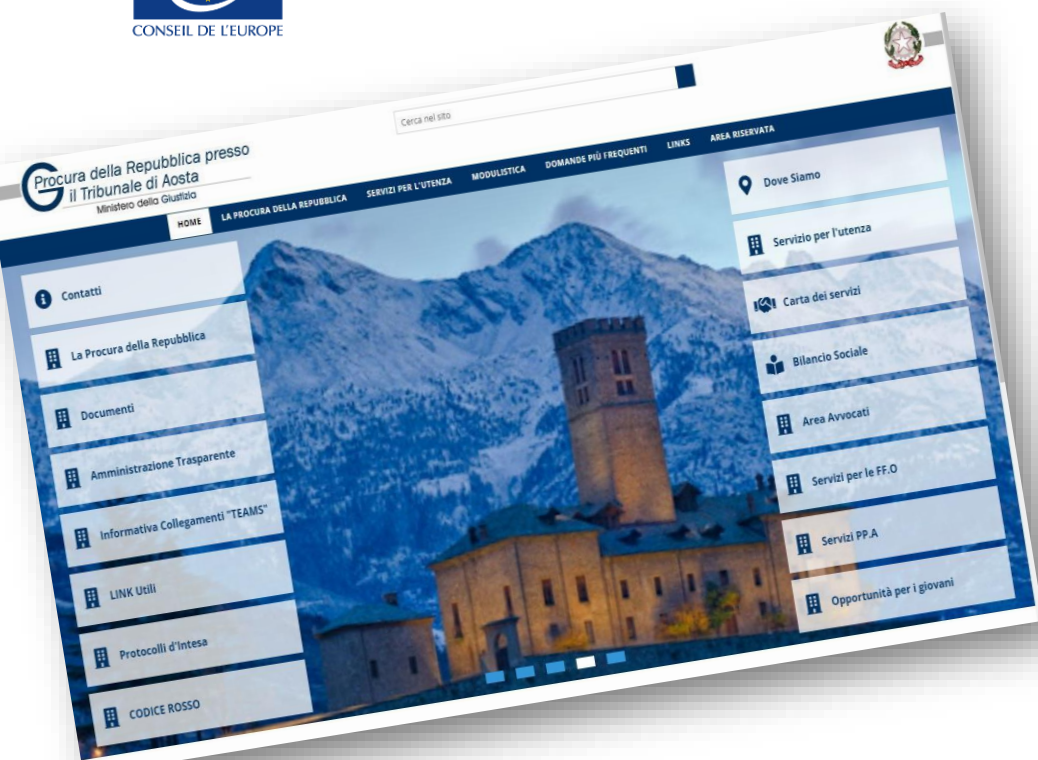 CONSEIL DE L'EUROPE
Cerca nel sito
Procura della Repubblica presso
il Tribunale di Aosta
Ministero della Giustizia
HOME
LA PROCURA DELLA REPUBBLICA
SERVIZI PER L'UTENZA
MODULISTICA
DOMANDE PIÙ FREQUENTI
LINKS
AREA RISERVATA
Contatti
La Procura della Repubblica
Documenti
Amministrazione Trasparente
Informativa Collegamenti "TEAMS"
LINK Utili
Protocolli d'Intesa
CODICE ROSSO
Dove Siamo
Servizio per l'utenza
Carta dei servizi
Bilancio Sociale
Area Avvocati
Servizi per le FF.O
Servizi PP.A
Opportunità per i giovani